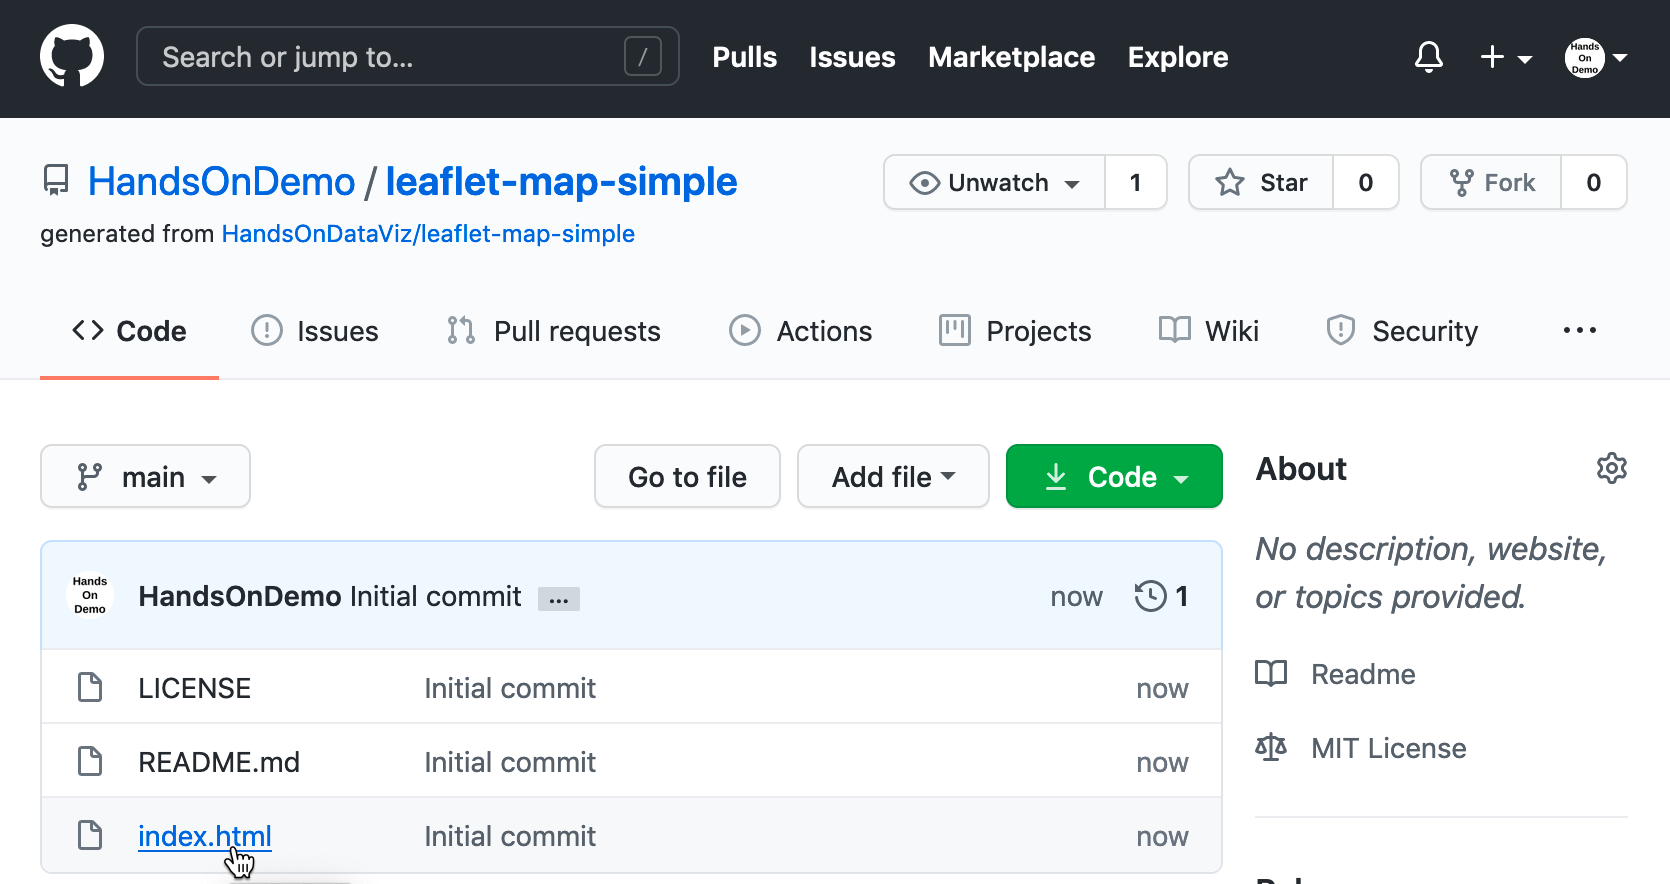 Search or jump to... / Pulls Issues Marketplace Explore Hands On Demo
HandsOnDemo / leaflet-map-simple Unwatch 1 Star 0 Fork 0
generated from HandsOnDataViz/leaflet-map-simple
Code Issues Pull requests Actions Projects Wiki Security ...
main Go to file Add file Code
About
No description, website,
or topics provided.
Readme
MIT License
Hands On Demo HandsOnDemo Initial commit ... now 1
LICENSE Initial commit now
README.md Initial commit now
index.html Initial commit now